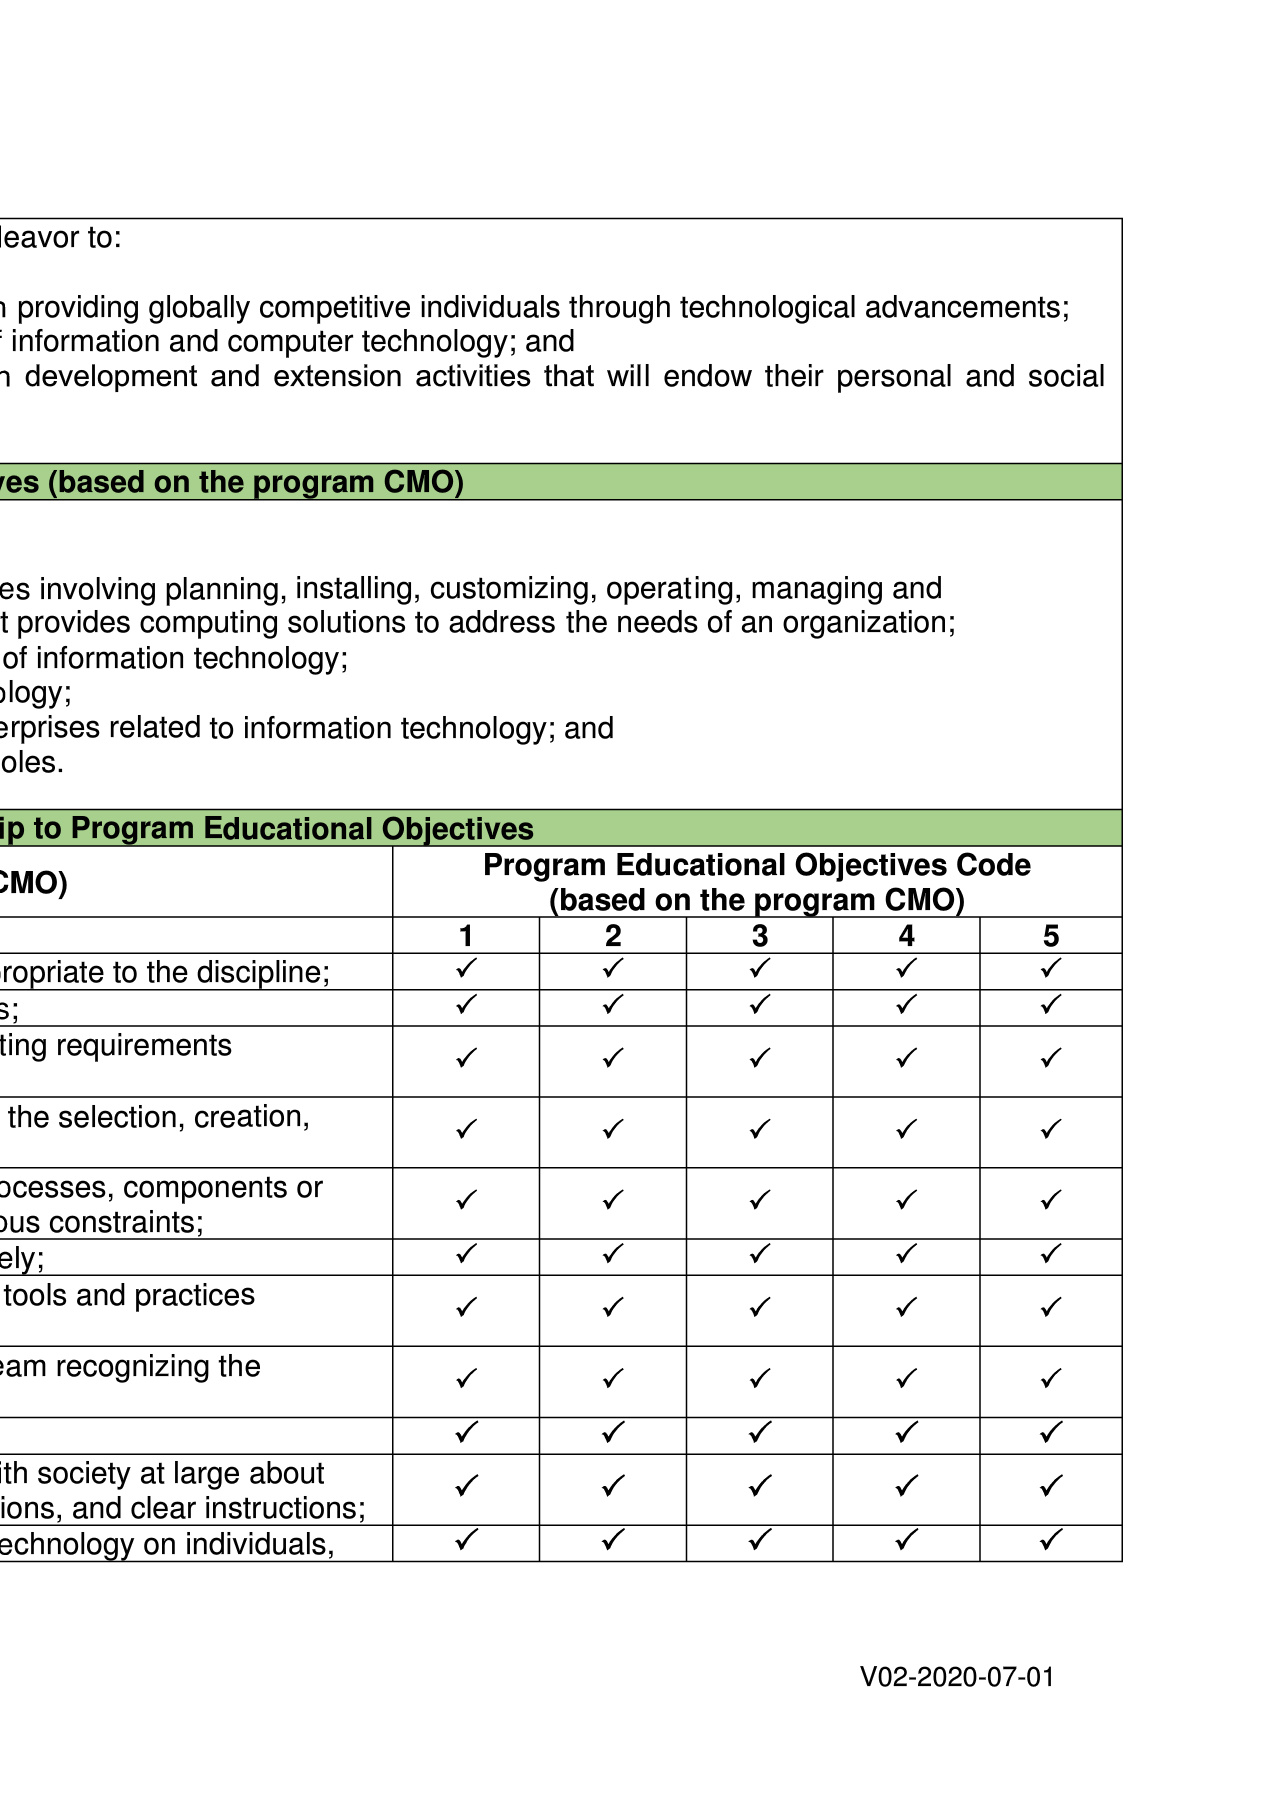 leavor to:
n providing globally competitive individuals through technological advancements;
f information and computer technology; and
n development and extension activities that will endow their personal and social
ves (based on the program CMO)
es involving planning, installing, customizing, operating, managing and
t provides computing solutions to address the needs of an organization;
of information technology;
ology;
erprises related to information technology; and
oles.
ip to Program Educational Objectives
CMO)
Program Educational Objectives Code
(based on the program CMO)
1 2 3 4 5
propriate to the discipline; ✓ ✓ ✓ ✓ ✓
s; ✓ ✓ ✓ ✓ ✓
ting requirements ✓ ✓ ✓ ✓ ✓
the selection, creation, ✓ ✓ ✓ ✓ ✓
ocesses, components or
ous constraints; ✓ ✓ ✓ ✓ ✓
ely; ✓ ✓ ✓ ✓ ✓
tools and practices ✓ ✓ ✓ ✓ ✓
eam recognizing the ✓ ✓ ✓ ✓ ✓
✓ ✓ ✓ ✓ ✓
ith society at large about
ions, and clear instructions; ✓ ✓ ✓ ✓ ✓
echnology on individuals, ✓ ✓ ✓ ✓ ✓
V02-2020-07-01